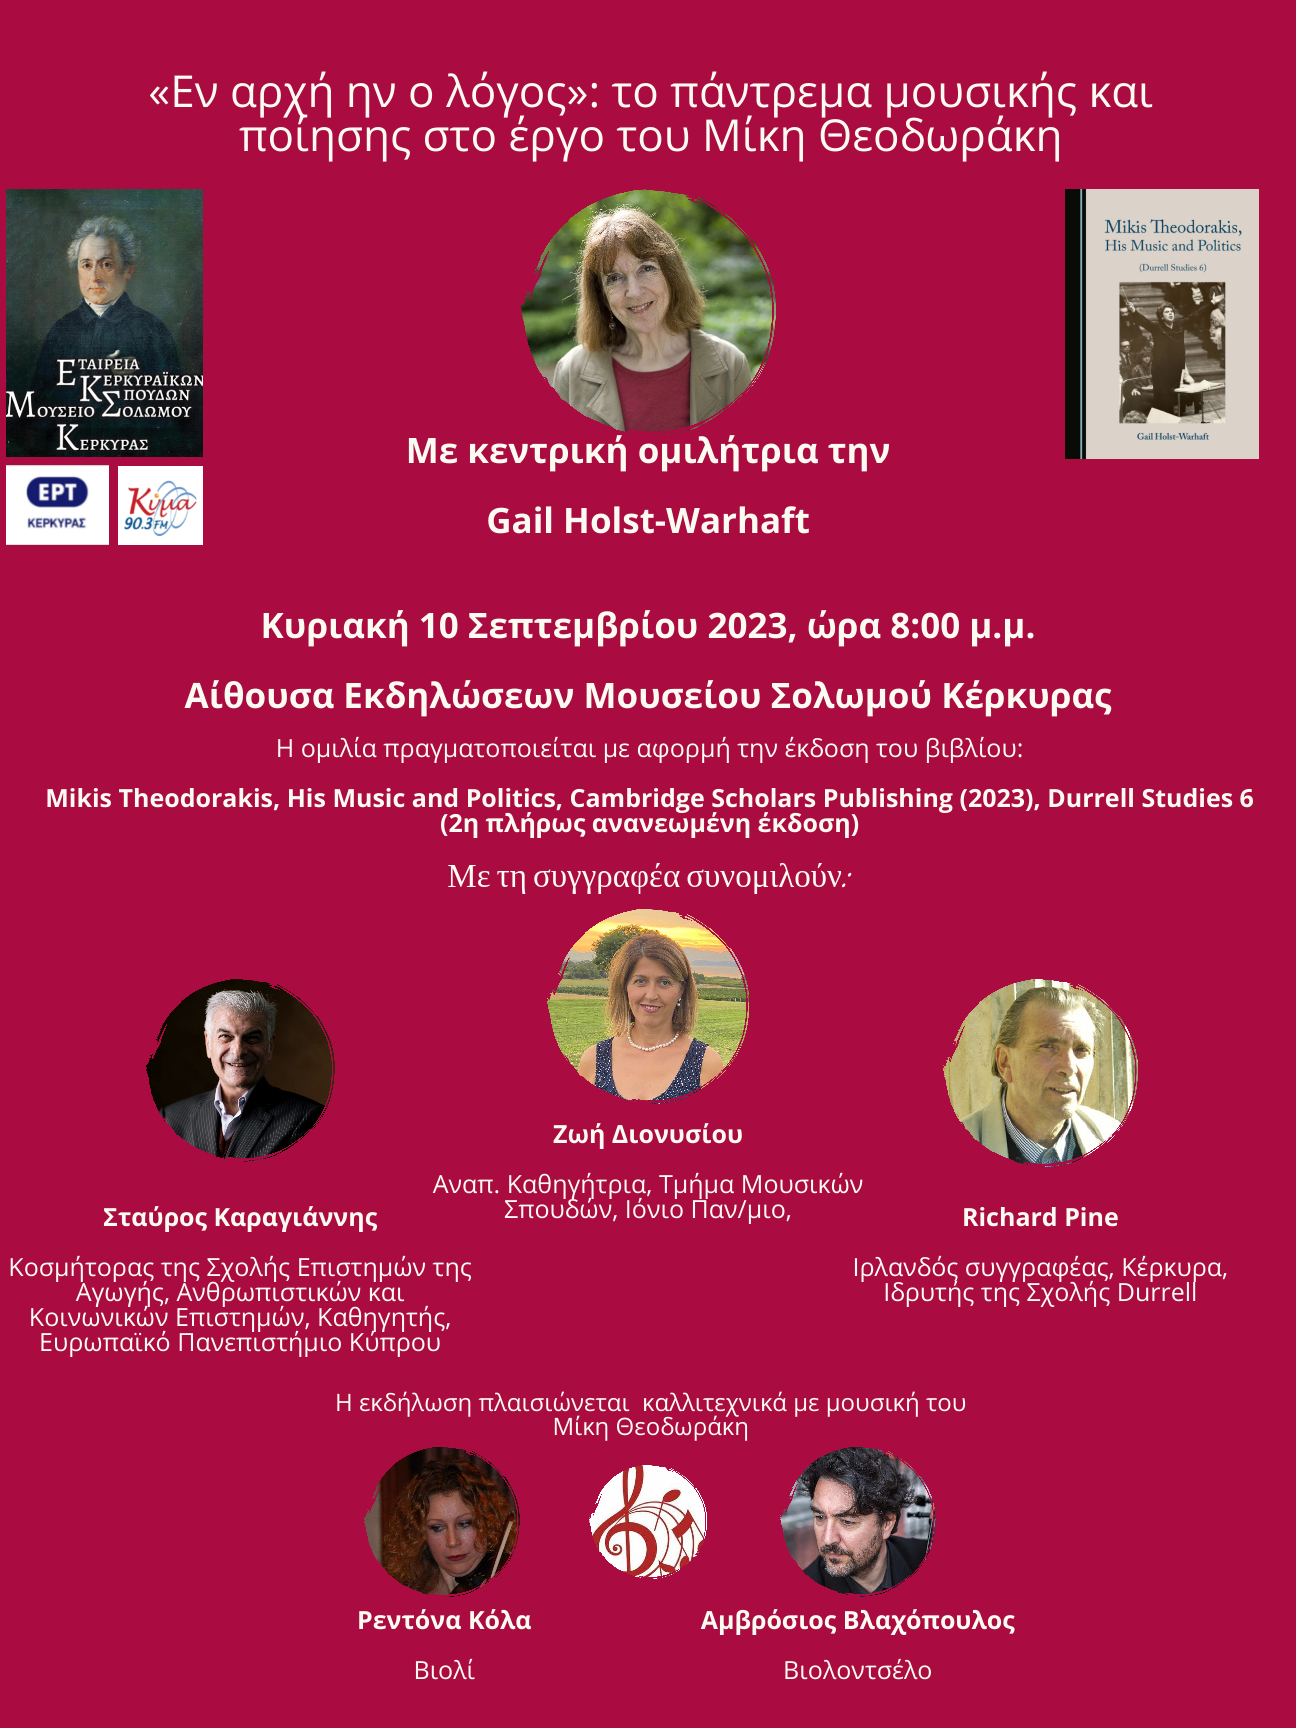 «Εν αρχή ην ο λόγος»: το πάντρεμα μουσικής και
ποίησης στο έργο του Μίκη Θεοδωράκη
ΕΤΑΙΡΕΙΑ
ΚΕΡΚΥΡΑΪΚΩΝ
ΣΠΟΥΔΩΝ
ΜΟΥΣΕΙΟ ΣΟΛΩΜΟΥ
ΚΕΡΚΥΡΑΣ
ΕΡΤ
ΚΕΡΚΥΡΑΣ
Κύμα
90.3 FM
Mikis Theodorakis,
His Music and Politics
(Durrell Studies 6)
Gail Holst-Warhaft
Με κεντρική ομιλήτρια την
Gail Holst-Warhaft
Κυριακή 10 Σεπτεμβρίου 2023, ώρα 8:00 μ.μ.
Αίθουσα Εκδηλώσεων Μουσείου Σολωμού Κέρκυρας
Η ομιλία πραγματοποιείται με αφορμή την έκδοση του βιβλίου:
Mikis Theodorakis, His Music and Politics, Cambridge Scholars Publishing (2023), Durrell Studies 6
(2η πλήρως ανανεωμένη έκδοση)
Με τη συγγραφέα συνομιλούν:
Ζωή Διονυσίου
Αναπ. Καθηγήτρια, Τμήμα Μουσικών
Σπουδών, Ιόνιο Παν/μιο,
Σταύρος Καραγιάννης
Κοσμήτορας της Σχολής Επιστημών της
Αγωγής, Ανθρωπιστικών και
Κοινωνικών Επιστημών, Καθηγητής,
Ευρωπαϊκό Πανεπιστήμιο Κύπρου
Richard Pine
Ιρλανδός συγγραφέας, Κέρκυρα,
Ιδρυτής της Σχολής Durrell
Η εκδήλωση πλαισιώνεται  καλλιτεχνικά με μουσική του
Μίκη Θεοδωράκη
Ρεντόνα Κόλα
Βιολί
Αμβρόσιος Βλαχόπουλος
Βιολοντσέλο